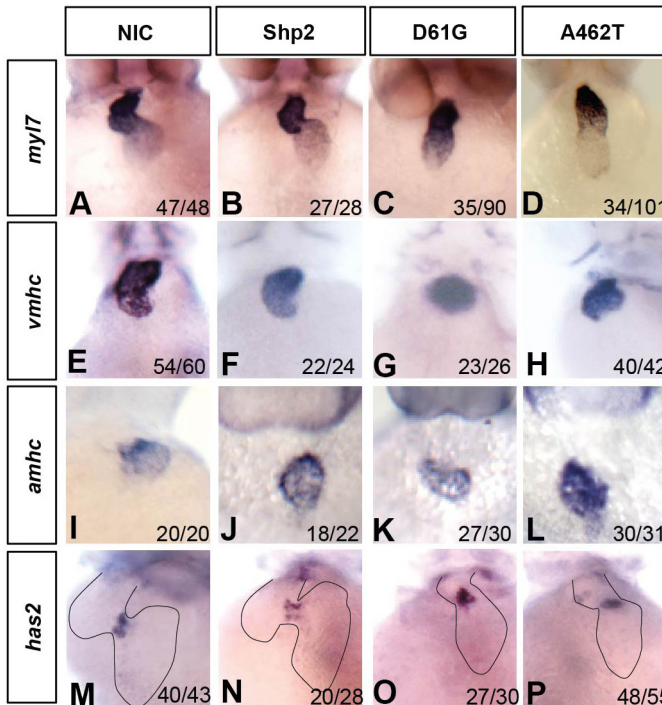 NIC Shp2 D61G A462T
myl7
A 47/48 B 27/28 C 35/90 D 34/101
vmhc
E 54/60 F 22/24 G 23/26 H 40/42
amhc
I 20/20 J 18/22 K 27/30 L 30/31
has2
M 40/43 N 20/28 O 27/30 P 48/55